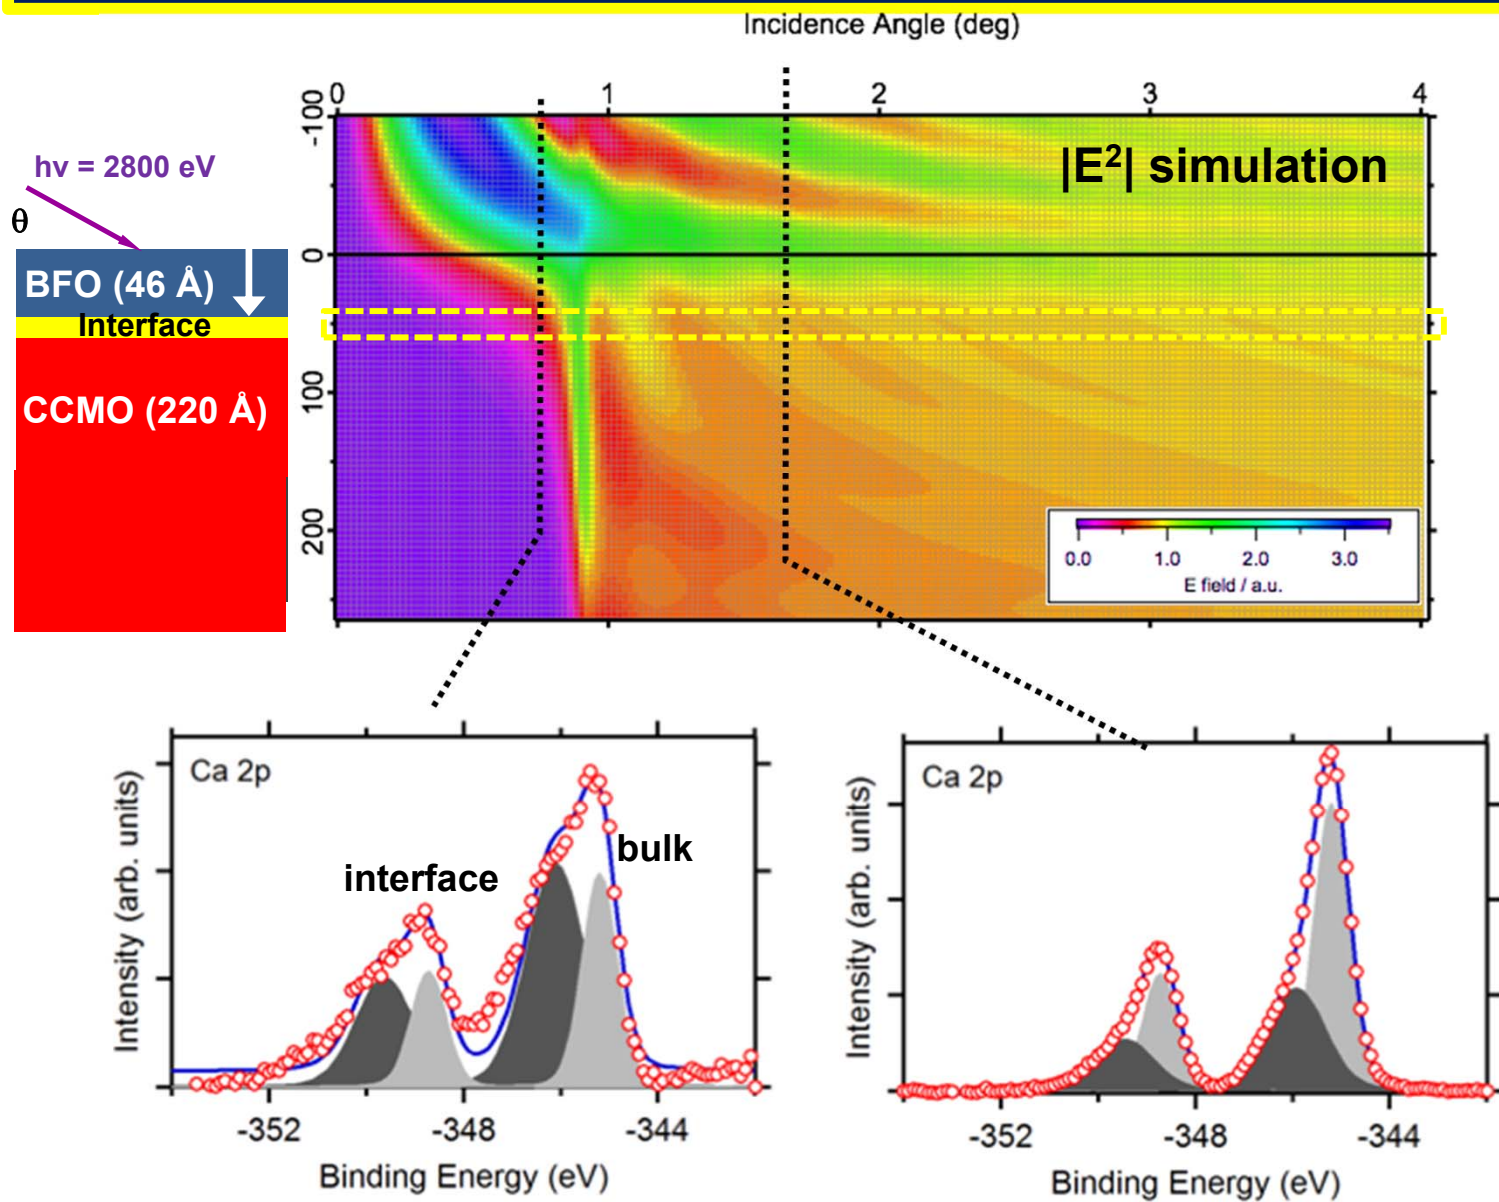 Incidence Angle (deg)
0 1 2 3 4
-100
0
100
200
|E²| simulation
hν = 2800 eV
θ
BFO (46 Å)
Interface
CCMO (220 Å)
0.0 1.0 2.0 3.0
E field / a.u.
Ca 2p
interface
bulk
Intensity (arb. units)
-352 -348 -344
Binding Energy (eV)
Ca 2p
Intensity (arb. units)
-352 -348 -344
Binding Energy (eV)